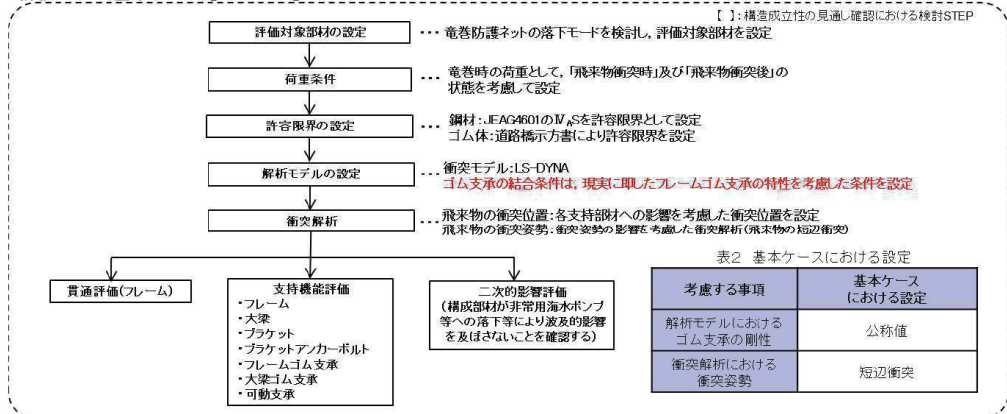 【 】:構造成立性の見通し確認における検討STEP
評価対象部材の設定
・・・ 竜巻防護ネットの落下モードを検討し，評価対象部材を設定
荷重条件
・・・ 竜巻時の荷重として，「飛来物衝突時」及び「飛来物衝突後」の
状態を考慮して設定
許容限界の設定
・・・ 鋼材:JEAG4601のⅣASを許容限界として設定
ゴム体:道路橋示方書により許容限界を設定
解析モデルの設定
・・・ 衝突モデル:LS-DYNA
ゴム支承の結合条件は，現実に即したフレームゴム支承の特性を考慮した条件を設定
衝突解析
・・・ 飛来物の衝突位置:各支持部材への影響を考慮した衝突位置を設定
飛来物の衝突姿勢:衝突姿勢の影響を考慮した衝突解析(飛来物の短辺衝突)
貫通評価(フレーム)
支持機能評価
・フレーム
・大梁
・ブラケット
・ブラケットアンカーボルト
・フレームゴム支承
・大梁ゴム支承
・可動支承
二次的影響評価
(構成部材が非常用海水ポンプ
等への落下等により波及的影響
を及ぼさないことを確認する)
表2 基本ケースにおける設定
考慮する事項
基本ケース
における設定
解析モデルにおける
ゴム支承の剛性
公称値
衝突解析における
衝突姿勢
短辺衝突